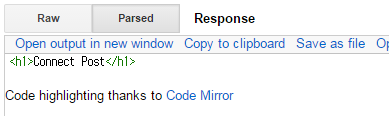 Raw Parsed Response
Open output in new window Copy to clipboard Save as file
<h1>Connect Post</h1>
Code highlighting thanks to Code Mirror